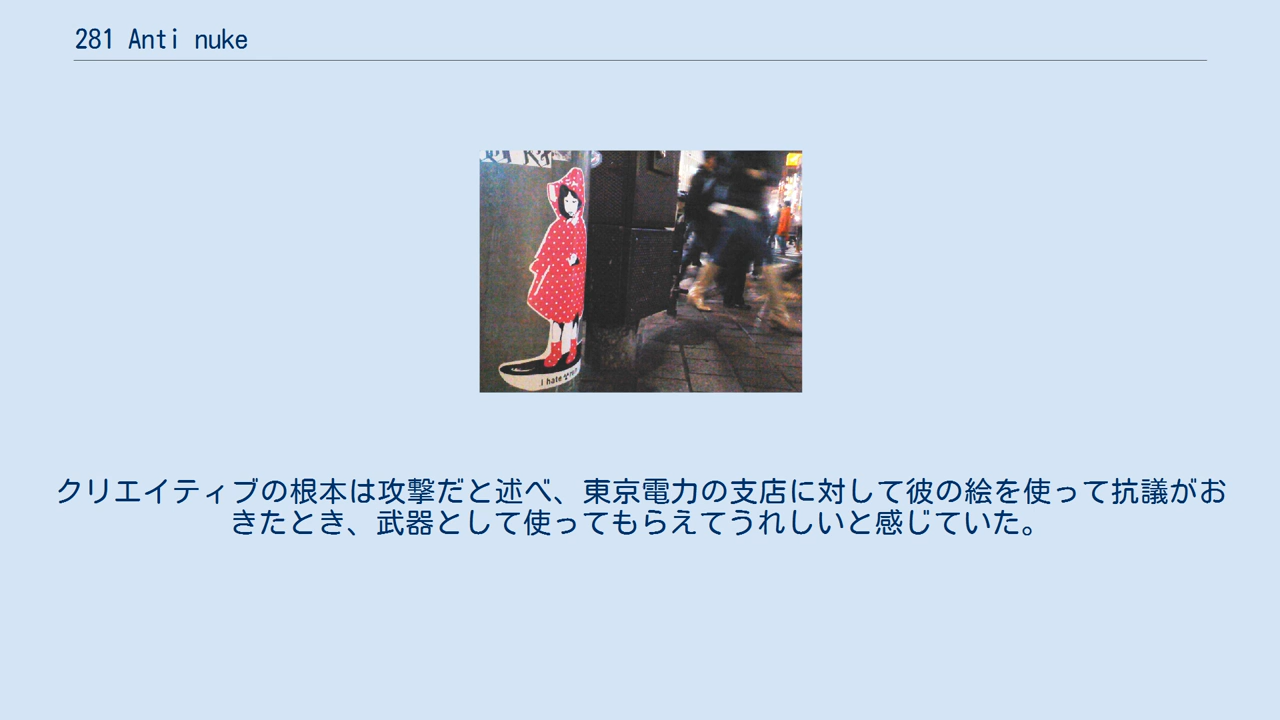 281 Anti nuke
i hate
クリエイティブの根本は攻撃だと述べ、東京電力の支店に対して彼の絵を使って抗議がお
きたとき、武器として使ってもらえてうれしいと感じていた。